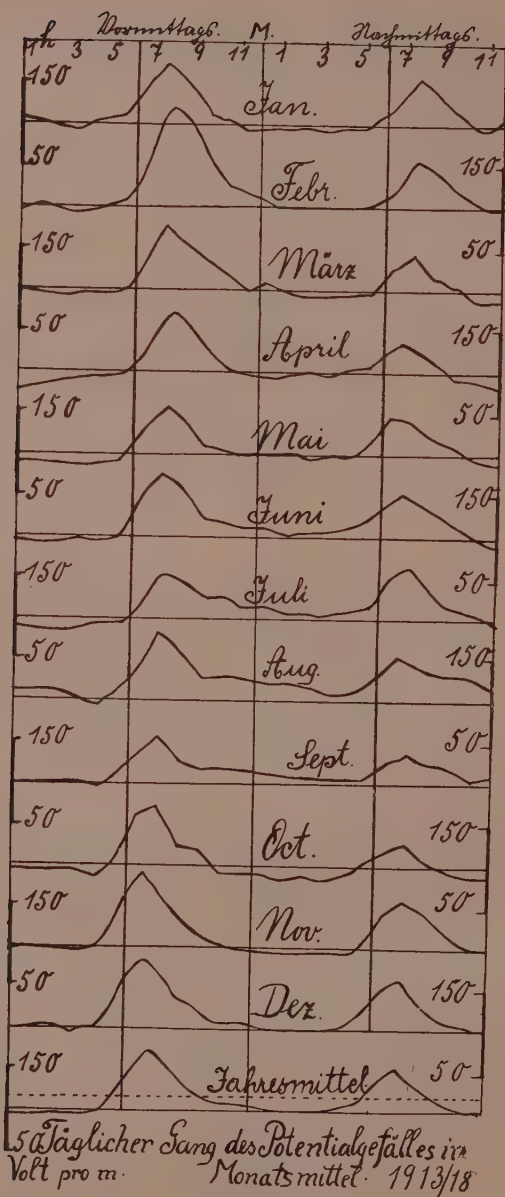 Vormittags. M. Nachmittags.
1h 3 5 7 9 11 1 3 5 7 9 11
150 Jan.
50 Febr. 150
150 März 50
50 April 150
150 Mai 50
50 Juni 150
150 Juli 50
50 Aug. 150
150 Sept. 50
50 Oct. 150
150 Nov. 50
50 Dez. 150
150 Jahresmittel 50
50 Täglicher Gang des Potentialgefälles in
Volt pro m. Monatsmittel. 1913/18